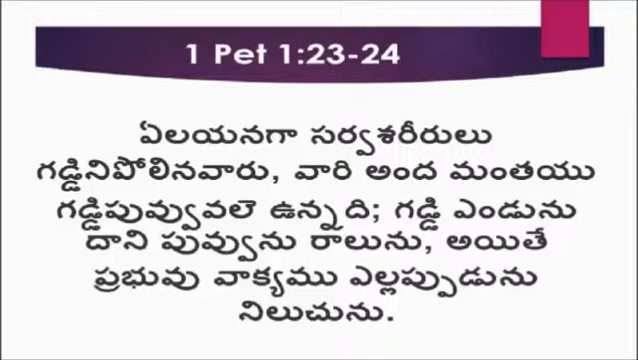 1 Pet 1:23-24
ఏలయనగా సర్వశరీరులు
గడ్డినిపోలినవారు, వారి అంద మంతయు
గడ్డిపువ్వువలె ఉన్నది; గడ్డి ఎండును
దాని పువ్వును రాలును, అయితే
ప్రభువు వాక్యము ఎల్లప్పుడును
నిలుచును.